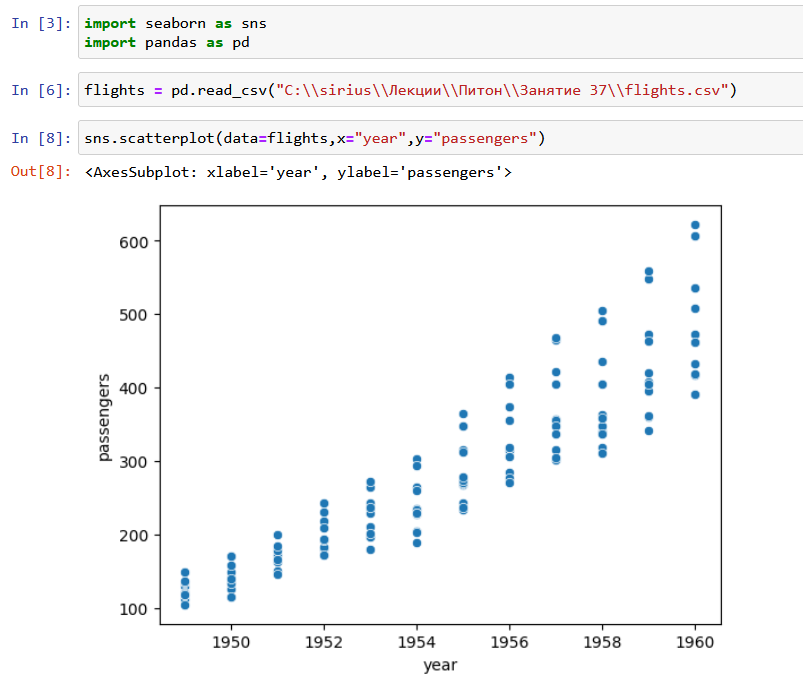 In [3]: import seaborn as sns
import pandas as pd
In [6]: flights = pd.read_csv("C:\\sirius\\Лекции\\Питон\\Занятие 37\\flights.csv")
In [8]: sns.scatterplot(data=flights,x="year",y="passengers")
Out[8]: <AxesSubplot: xlabel='year', ylabel='passengers'>
600
500
400
300
200
100
passengers
1950 1952 1954 1956 1958 1960
year